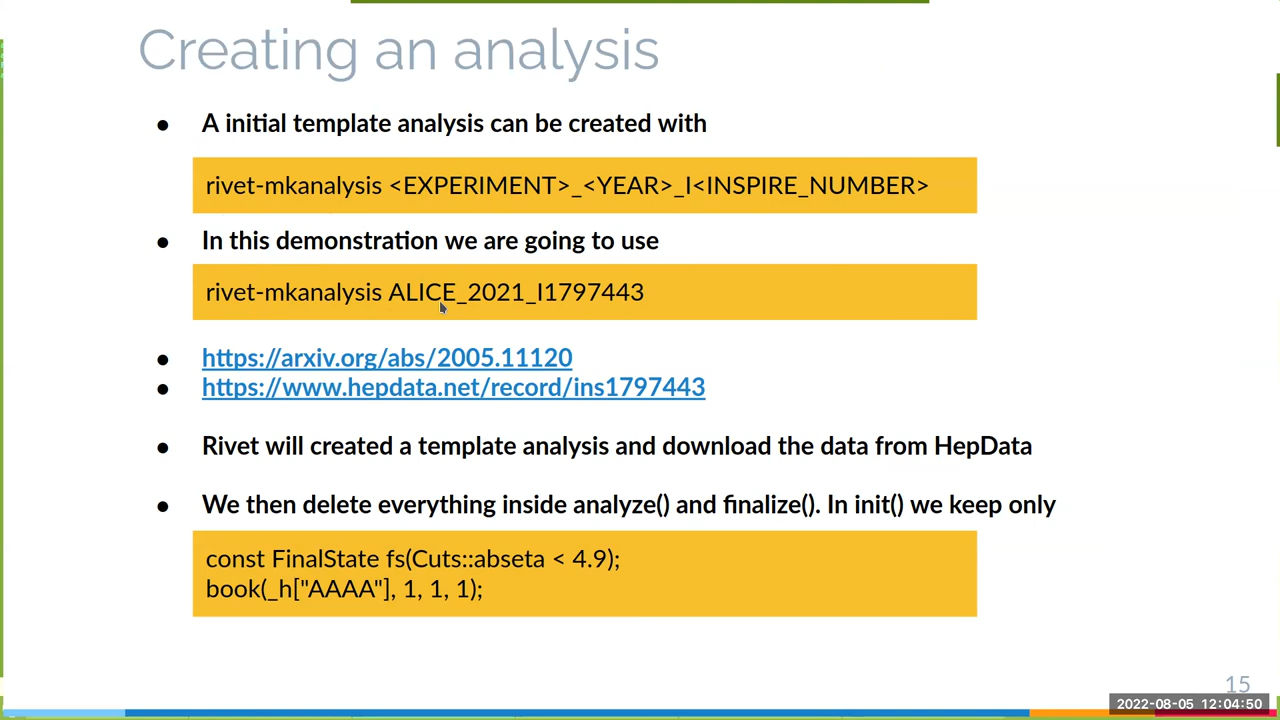 Creating an analysis
● A initial template analysis can be created with
rivet-mkanalysis <EXPERIMENT>_<YEAR>_I<INSPIRE_NUMBER>
● In this demonstration we are going to use
rivet-mkanalysis ALICE_2021_I1797443
● https://arxiv.org/abs/2005.11120
● https://www.hepdata.net/record/ins1797443
● Rivet will created a template analysis and download the data from HepData
● We then delete everything inside analyze() and finalize(). In init() we keep only
const FinalState fs(Cuts::abseta < 4.9);
book(_h["AAAA"], 1, 1, 1);
15
2022-08-05 12:04:50